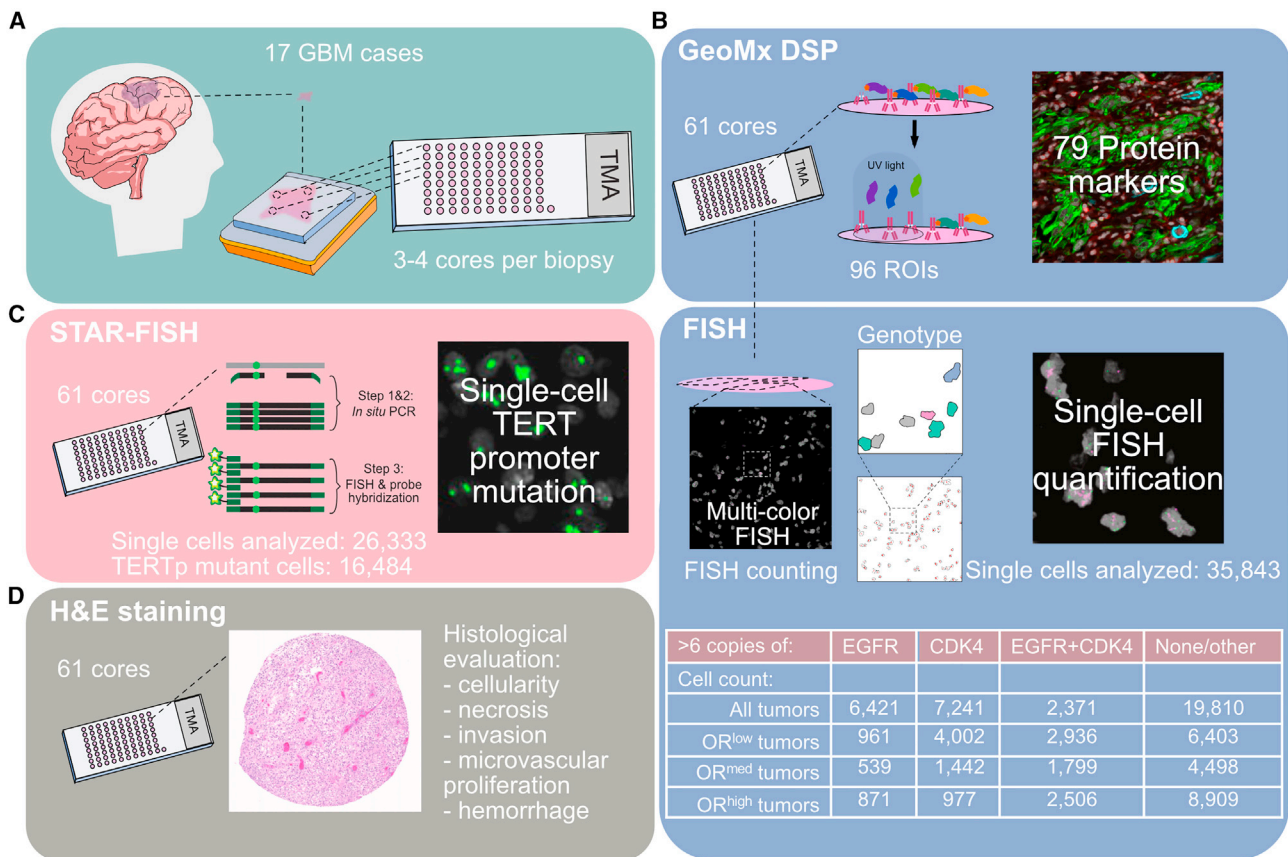 A
17 GBM cases
TMA
3-4 cores per biopsy
B
GeoMx DSP
61 cores
TMA
UV light
96 ROIs
79 Protein
markers
C
STAR-FISH
61 cores
TMA
Step 1&2:
In situ PCR
Step 3:
FISH & probe
hybridization
Single-cell
TERT
promoter
mutation
Single cells analyzed: 26,333
TERTp mutant cells: 16,484
FISH
Genotype
Multi-color
FISH
FISH counting
Single-cell
FISH
quantification
Single cells analyzed: 35,843
>6 copies of: EGFR CDK4 EGFR+CDK4 None/other
Cell count:
All tumors 6,421 7,241 2,371 19,810
ORlow tumors 961 4,002 2,936 6,403
ORmed tumors 539 1,442 1,799 4,498
ORhigh tumors 871 977 2,506 8,909
D
H&E staining
61 cores
TMA
Histological
evaluation:
- cellularity
- necrosis
- invasion
- microvascular
proliferation
- hemorrhage